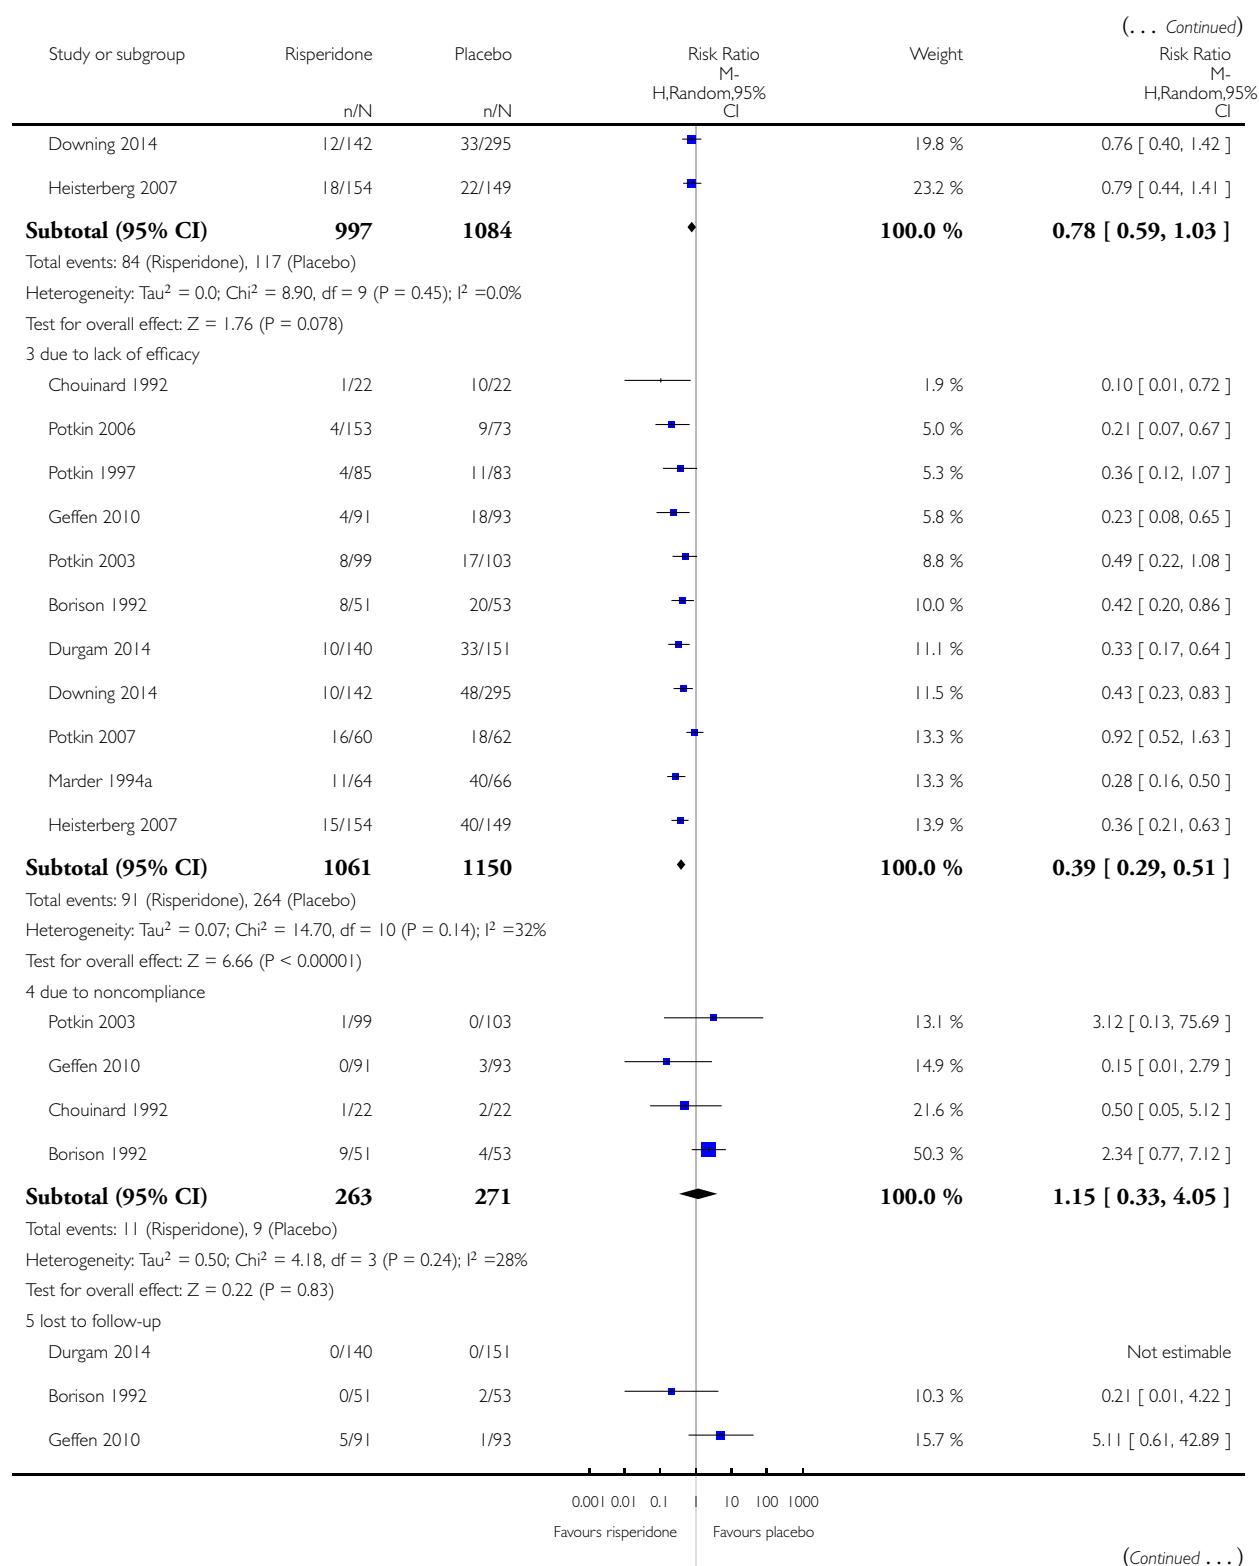 (... Continued)
Study or subgroup Risperidone Placebo Risk Ratio Weight Risk Ratio
M- M-
H,Random,95% H,Random,95%
n/N n/N CI CI
Downing 2014 12/142 33/295 19.8 % 0.76 [ 0.40, 1.42 ]
Heisterberg 2007 18/154 22/149 23.2 % 0.79 [ 0.44, 1.41 ]
Subtotal (95% CI) 997 1084 100.0 % 0.78 [ 0.59, 1.03 ]
Total events: 84 (Risperidone), 117 (Placebo)
Heterogeneity: Tau² = 0.0; Chi² = 8.90, df = 9 (P = 0.45); I² =0.0%
Test for overall effect: Z = 1.76 (P = 0.078)
3 due to lack of efficacy
Chouinard 1992 1/22 10/22 1.9 % 0.10 [ 0.01, 0.72 ]
Potkin 2006 4/153 9/73 5.0 % 0.21 [ 0.07, 0.67 ]
Potkin 1997 4/85 11/83 5.3 % 0.36 [ 0.12, 1.07 ]
Geffen 2010 4/91 18/93 5.8 % 0.23 [ 0.08, 0.65 ]
Potkin 2003 8/99 17/103 8.8 % 0.49 [ 0.22, 1.08 ]
Borison 1992 8/51 20/53 10.0 % 0.42 [ 0.20, 0.86 ]
Durgam 2014 10/140 33/151 11.1 % 0.33 [ 0.17, 0.64 ]
Downing 2014 10/142 48/295 11.5 % 0.43 [ 0.23, 0.83 ]
Potkin 2007 16/60 18/62 13.3 % 0.92 [ 0.52, 1.63 ]
Marder 1994a 11/64 40/66 13.3 % 0.28 [ 0.16, 0.50 ]
Heisterberg 2007 15/154 40/149 13.9 % 0.36 [ 0.21, 0.63 ]
Subtotal (95% CI) 1061 1150 100.0 % 0.39 [ 0.29, 0.51 ]
Total events: 91 (Risperidone), 264 (Placebo)
Heterogeneity: Tau² = 0.07; Chi² = 14.70, df = 10 (P = 0.14); I² =32%
Test for overall effect: Z = 6.66 (P < 0.00001)
4 due to noncompliance
Potkin 2003 1/99 0/103 13.1 % 3.12 [ 0.13, 75.69 ]
Geffen 2010 0/91 3/93 14.9 % 0.15 [ 0.01, 2.79 ]
Chouinard 1992 1/22 2/22 21.6 % 0.50 [ 0.05, 5.12 ]
Borison 1992 9/51 4/53 50.3 % 2.34 [ 0.77, 7.12 ]
Subtotal (95% CI) 263 271 100.0 % 1.15 [ 0.33, 4.05 ]
Total events: 11 (Risperidone), 9 (Placebo)
Heterogeneity: Tau² = 0.50; Chi² = 4.18, df = 3 (P = 0.24); I² =28%
Test for overall effect: Z = 0.22 (P = 0.83)
5 lost to follow-up
Durgam 2014 0/140 0/151 Not estimable
Borison 1992 0/51 2/53 10.3 % 0.21 [ 0.01, 4.22 ]
Geffen 2010 5/91 1/93 15.7 % 5.11 [ 0.61, 42.89 ]
0.001 0.01 0.1 1 10 100 1000
Favours risperidone Favours placebo
(Continued ...)